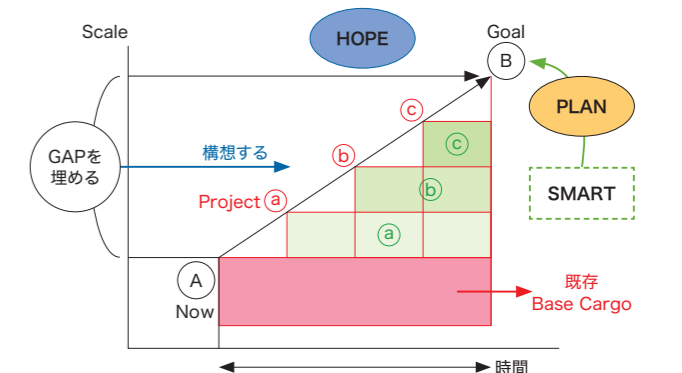 Scale
HOPE
Goal
B
PLAN
SMART
GAPを
埋める
構想する
Project ⓐ
ⓑ
ⓒ
ⓒ
ⓑ
ⓐ
A
Now
既存
Base Cargo
時間